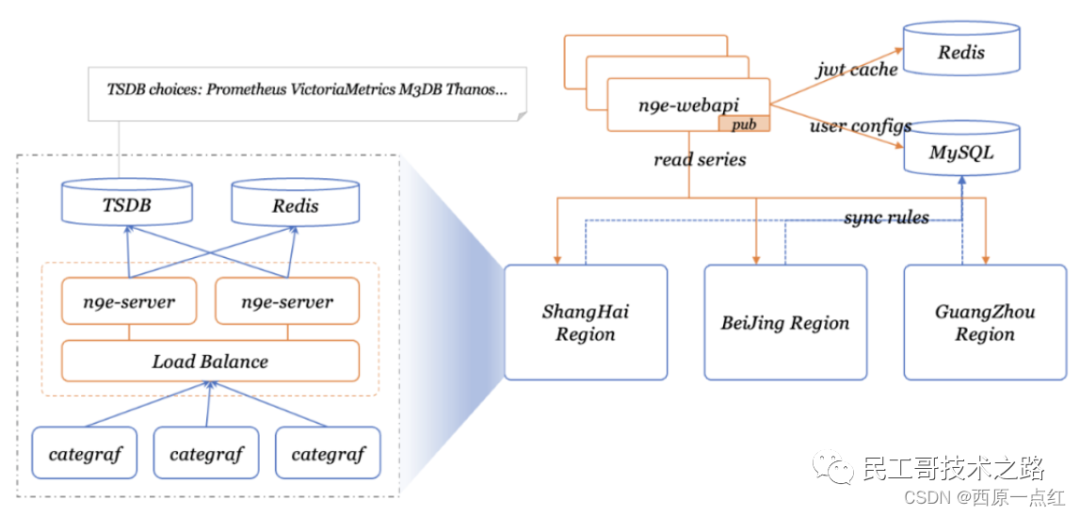 TSDB choices: Prometheus VictoriaMetrics M3DB Thanos...
TSDB
Redis
n9e-server
n9e-server
Load Balance
categraf
categraf
categraf
n9e-webapi
pub
jwt cache
Redis
user configs
MySQL
read series
sync rules
ShangHai
Region
BeiJing Region
GuangZhou
Region
民工哥技术之路
CSDN @西原一点红